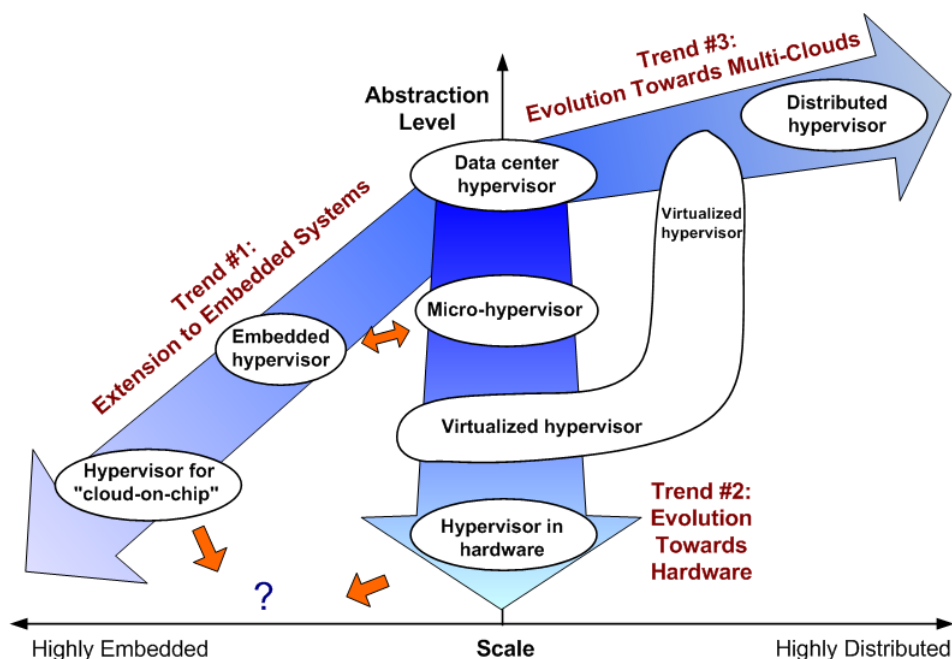 Trend #3:
Evolution Towards Multi-Clouds
Abstraction
Level
Distributed
hypervisor
Data center
hypervisor
Virtualized
hypervisor
Trend #1:
Extension to Embedded Systems
Micro-hypervisor
Embedded
hypervisor
Virtualized hypervisor
Hypervisor for
"cloud-on-chip"
Hypervisor in
hardware
Trend #2:
Evolution
Towards
Hardware
?
Highly Embedded
Scale
Highly Distributed